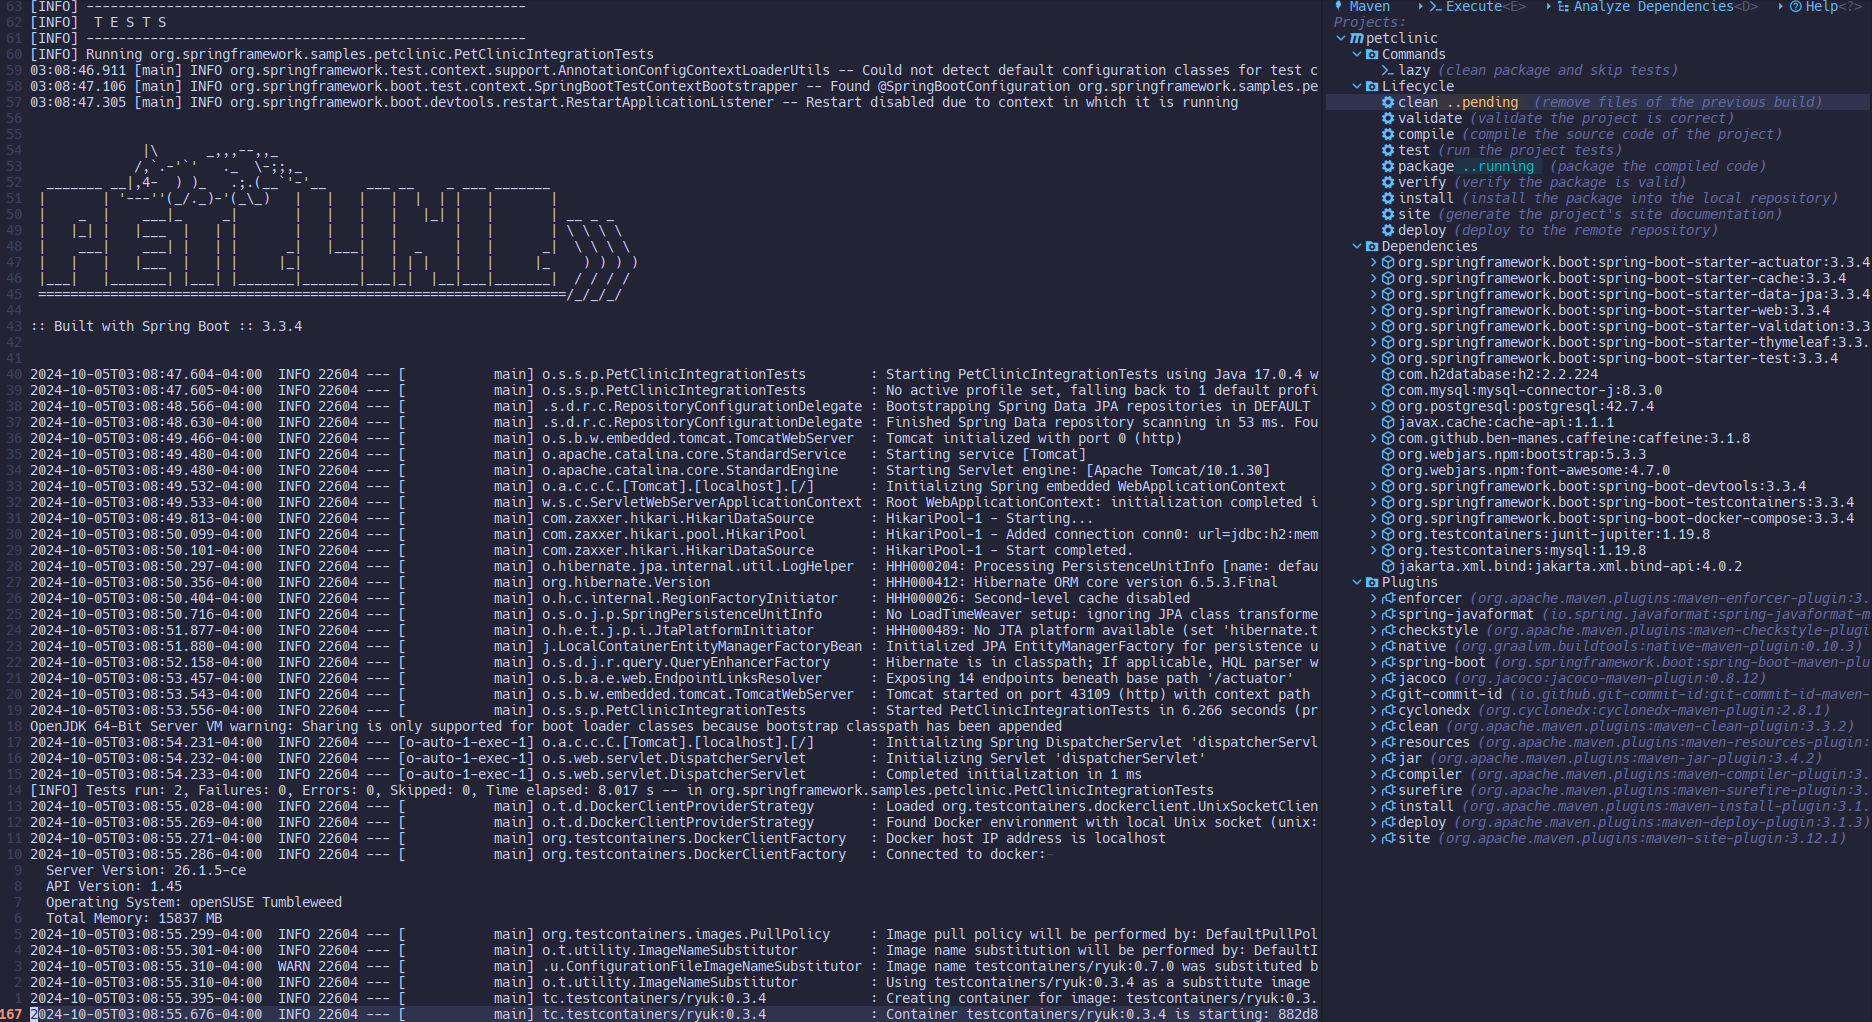 63 [INFO] -------------------------------------------------------
62 [INFO]  T E S T S
61 [INFO] -------------------------------------------------------
60 [INFO] Running org.springframework.samples.petclinic.PetClinicIntegrationTests
59 03:08:46.911 [main] INFO org.springframework.test.context.support.AnnotationConfigContextLoaderUtils -- Could not detect default configuration classes for test c
58 03:08:47.106 [main] INFO org.springframework.boot.test.context.SpringBootTestContextBootstrapper -- Found @SpringBootConfiguration org.springframework.samples.pe
57 03:08:47.305 [main] INFO org.springframework.boot.devtools.restart.RestartApplicationListener -- Restart disabled due to context in which it is running
56
55
54
53
52
51
50
49
48
47
46
45
44
43 :: Built with Spring Boot :: 3.3.4
42
41
40 2024-10-05T03:08:47.604-04:00  INFO 22604 --- [           main] o.s.s.p.PetClinicIntegrationTests        : Starting PetClinicIntegrationTests using Java 17.0.4 w
39 2024-10-05T03:08:47.605-04:00  INFO 22604 --- [           main] o.s.s.p.PetClinicIntegrationTests        : No active profile set, falling back to 1 default profi
38 2024-10-05T03:08:48.566-04:00  INFO 22604 --- [           main] .s.d.r.c.RepositoryConfigurationDelegate : Bootstrapping Spring Data JPA repositories in DEFAULT
37 2024-10-05T03:08:48.630-04:00  INFO 22604 --- [           main] .s.d.r.c.RepositoryConfigurationDelegate : Finished Spring Data repository scanning in 53 ms. Fou
36 2024-10-05T03:08:49.466-04:00  INFO 22604 --- [           main] o.s.b.w.embedded.tomcat.TomcatWebServer  : Tomcat initialized with port 0 (http)
35 2024-10-05T03:08:49.480-04:00  INFO 22604 --- [           main] o.apache.catalina.core.StandardService   : Starting service [Tomcat]
34 2024-10-05T03:08:49.480-04:00  INFO 22604 --- [           main] o.apache.catalina.core.StandardEngine    : Starting Servlet engine: [Apache Tomcat/10.1.30]
33 2024-10-05T03:08:49.532-04:00  INFO 22604 --- [           main] o.a.c.c.C.[Tomcat].[localhost].[/]       : Initializing Spring embedded WebApplicationContext
32 2024-10-05T03:08:49.533-04:00  INFO 22604 --- [           main] w.s.c.ServletWebServerApplicationContext : Root WebApplicationContext: initialization completed i
31 2024-10-05T03:08:49.813-04:00  INFO 22604 --- [           main] com.zaxxer.hikari.HikariDataSource       : HikariPool-1 - Starting...
30 2024-10-05T03:08:50.099-04:00  INFO 22604 --- [           main] com.zaxxer.hikari.pool.HikariPool        : HikariPool-1 - Added connection conn0: url=jdbc:h2:mem
29 2024-10-05T03:08:50.101-04:00  INFO 22604 --- [           main] com.zaxxer.hikari.HikariDataSource       : HikariPool-1 - Start completed.
28 2024-10-05T03:08:50.297-04:00  INFO 22604 --- [           main] o.hibernate.jpa.internal.util.LogHelper  : HHH000204: Processing PersistenceUnitInfo [name: defau
27 2024-10-05T03:08:50.356-04:00  INFO 22604 --- [           main] org.hibernate.Version                    : HHH000412: Hibernate ORM core version 6.5.3.Final
26 2024-10-05T03:08:50.404-04:00  INFO 22604 --- [           main] o.h.c.internal.RegionFactoryInitiator    : HHH000026: Second-level cache disabled
25 2024-10-05T03:08:50.716-04:00  INFO 22604 --- [           main] o.s.o.j.p.SpringPersistenceUnitInfo      : No LoadTimeWeaver setup: ignoring JPA class transforme
24 2024-10-05T03:08:51.877-04:00  INFO 22604 --- [           main] o.h.e.t.j.p.i.JtaPlatformInitiator       : HHH000489: No JTA platform available (set 'hibernate.t
23 2024-10-05T03:08:51.880-04:00  INFO 22604 --- [           main] j.LocalContainerEntityManagerFactoryBean : Initialized JPA EntityManagerFactory for persistence u
22 2024-10-05T03:08:52.158-04:00  INFO 22604 --- [           main] o.s.d.j.r.query.QueryEnhancerFactory     : Hibernate is in classpath; If applicable, HQL parser w
21 2024-10-05T03:08:53.457-04:00  INFO 22604 --- [           main] o.s.b.a.e.web.EndpointLinksResolver      : Exposing 14 endpoints beneath base path '/actuator'
20 2024-10-05T03:08:53.543-04:00  INFO 22604 --- [           main] o.s.b.w.embedded.tomcat.TomcatWebServer  : Tomcat started on port 43109 (http) with context path
19 2024-10-05T03:08:53.556-04:00  INFO 22604 --- [           main] o.s.s.p.PetClinicIntegrationTests        : Started PetClinicIntegrationTests in 6.266 seconds (pr
18 OpenJDK 64-Bit Server VM warning: Sharing is only supported for boot loader classes because bootstrap classpath has been appended
17 2024-10-05T03:08:54.231-04:00  INFO 22604 --- [o-auto-1-exec-1] o.a.c.c.C.[Tomcat].[localhost].[/]       : Initializing Spring DispatcherServlet 'dispatcherServl
16 2024-10-05T03:08:54.232-04:00  INFO 22604 --- [o-auto-1-exec-1] o.s.web.servlet.DispatcherServlet        : Initializing Servlet 'dispatcherServlet'
15 2024-10-05T03:08:54.233-04:00  INFO 22604 --- [o-auto-1-exec-1] o.s.web.servlet.DispatcherServlet        : Completed initialization in 1 ms
14 [INFO] Tests run: 2, Failures: 0, Errors: 0, Skipped: 0, Time elapsed: 8.017 s -- in org.springframework.samples.petclinic.PetClinicIntegrationTests
13 2024-10-05T03:08:55.028-04:00  INFO 22604 --- [           main] o.t.d.DockerClientProviderStrategy       : Loaded org.testcontainers.dockerclient.UnixSocketClien
12 2024-10-05T03:08:55.269-04:00  INFO 22604 --- [           main] o.t.d.DockerClientProviderStrategy       : Found Docker environment with local Unix socket (unix:
11 2024-10-05T03:08:55.271-04:00  INFO 22604 --- [           main] org.testcontainers.DockerClientFactory   : Docker host IP address is localhost
10 2024-10-05T03:08:55.286-04:00  INFO 22604 --- [           main] org.testcontainers.DockerClientFactory   : Connected to docker:
9   Server Version: 26.1.5-ce
8   API Version: 1.45
7   Operating System: openSUSE Tumbleweed
6   Total Memory: 15837 MB
5 2024-10-05T03:08:55.299-04:00  INFO 22604 --- [           main] org.testcontainers.images.PullPolicy     : Image pull policy will be performed by: DefaultPullPol
4 2024-10-05T03:08:55.301-04:00  INFO 22604 --- [           main] o.t.utility.ImageNameSubstitutor         : Image name substitution will be performed by: DefaultI
3 2024-10-05T03:08:55.310-04:00  WARN 22604 --- [           main] .u.ConfigurationFileImageNameSubstitutor : Image name testcontainers/ryuk:0.7.0 was substituted b
2 2024-10-05T03:08:55.310-04:00  INFO 22604 --- [           main] o.t.utility.ImageNameSubstitutor         : Using testcontainers/ryuk:0.3.4 as a substitute image
1 2024-10-05T03:08:55.395-04:00  INFO 22604 --- [           main] tc.testcontainers/ryuk:0.3.4             : Creating container for image: testcontainers/ryuk:0.3.
167 2024-10-05T03:08:55.676-04:00  INFO 22604 --- [           main] tc.testcontainers/ryuk:0.3.4             : Container testcontainers/ryuk:0.3.4 is starting: 882d8
Maven  Execute<E>  Analyze Dependencies<D>  Help<?>
Projects:
petclinic
Commands
lazy (clean package and skip tests)
Lifecycle
clean ..pending (remove files of the previous build)
validate (validate the project is correct)
compile (compile the source code of the project)
test (run the project tests)
package ..running (package the compiled code)
verify (verify the package is valid)
install (install the package into the local repository)
site (generate the project's site documentation)
deploy (deploy to the remote repository)
Dependencies
org.springframework.boot:spring-boot-starter-actuator:3.3.4
org.springframework.boot:spring-boot-starter-cache:3.3.4
org.springframework.boot:spring-boot-starter-data-jpa:3.3.4
org.springframework.boot:spring-boot-starter-web:3.3.4
org.springframework.boot:spring-boot-starter-validation:3.3
org.springframework.boot:spring-boot-starter-thymeleaf:3.3.
org.springframework.boot:spring-boot-starter-test:3.3.4
com.h2database:h2:2.2.224
com.mysql:mysql-connector-j:8.3.0
org.postgresql:postgresql:42.7.4
javax.cache:cache-api:1.1.1
com.github.ben-manes.caffeine:caffeine:3.1.8
org.webjars.npm:bootstrap:5.3.3
org.webjars.npm:font-awesome:4.7.0
org.springframework.boot:spring-boot-devtools:3.3.4
org.springframework.boot:spring-boot-testcontainers:3.3.4
org.springframework.boot:spring-boot-docker-compose:3.3.4
org.testcontainers:junit-jupiter:1.19.8
org.testcontainers:mysql:1.19.8
jakarta.xml.bind:jakarta.xml.bind-api:4.0.2
Plugins
enforcer (org.apache.maven.plugins:maven-enforcer-plugin:3.
spring-javaformat (io.spring.javaformat:spring-javaformat-m
checkstyle (org.apache.maven.plugins:maven-checkstyle-plugi
native (org.graalvm.buildtools:native-maven-plugin:0.10.3)
spring-boot (org.springframework.boot:spring-boot-maven-plu
jacoco (org.jacoco:jacoco-maven-plugin:0.8.12)
git-commit-id (io.github.git-commit-id:git-commit-id-maven-
cyclonedx (org.cyclonedx:cyclonedx-maven-plugin:2.8.1)
clean (org.apache.maven.plugins:maven-clean-plugin:3.3.2)
resources (org.apache.maven.plugins:maven-resources-plugin:
jar (org.apache.maven.plugins:maven-jar-plugin:3.4.2)
compiler (org.apache.maven.plugins:maven-compiler-plugin:3.
surefire (org.apache.maven.plugins:maven-surefire-plugin:3.
install (org.apache.maven.plugins:maven-install-plugin:3.1.
deploy (org.apache.maven.plugins:maven-deploy-plugin:3.1.3)
site (org.apache.maven.plugins:maven-site-plugin:3.12.1)